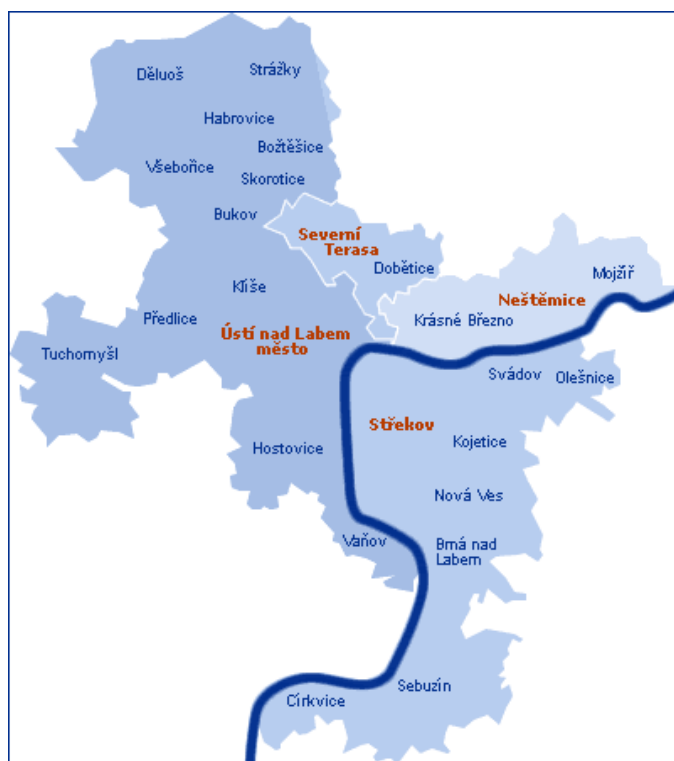 Děluoš
Strážky
Habrovice
Božtěšice
Všebořice
Skorotice
Bukov
Severní
Terasa
Dobětice
Mojžíř
Klíše
Neštěmice
Předlice
Krásné Březno
Ústí nad Labem
město
Tuchomyšl
Svádov
Olešnice
Střekov
Kojetice
Hostovice
Nová Ves
Vaňov
Brná nad
Labem
Sebuzín
Církvice